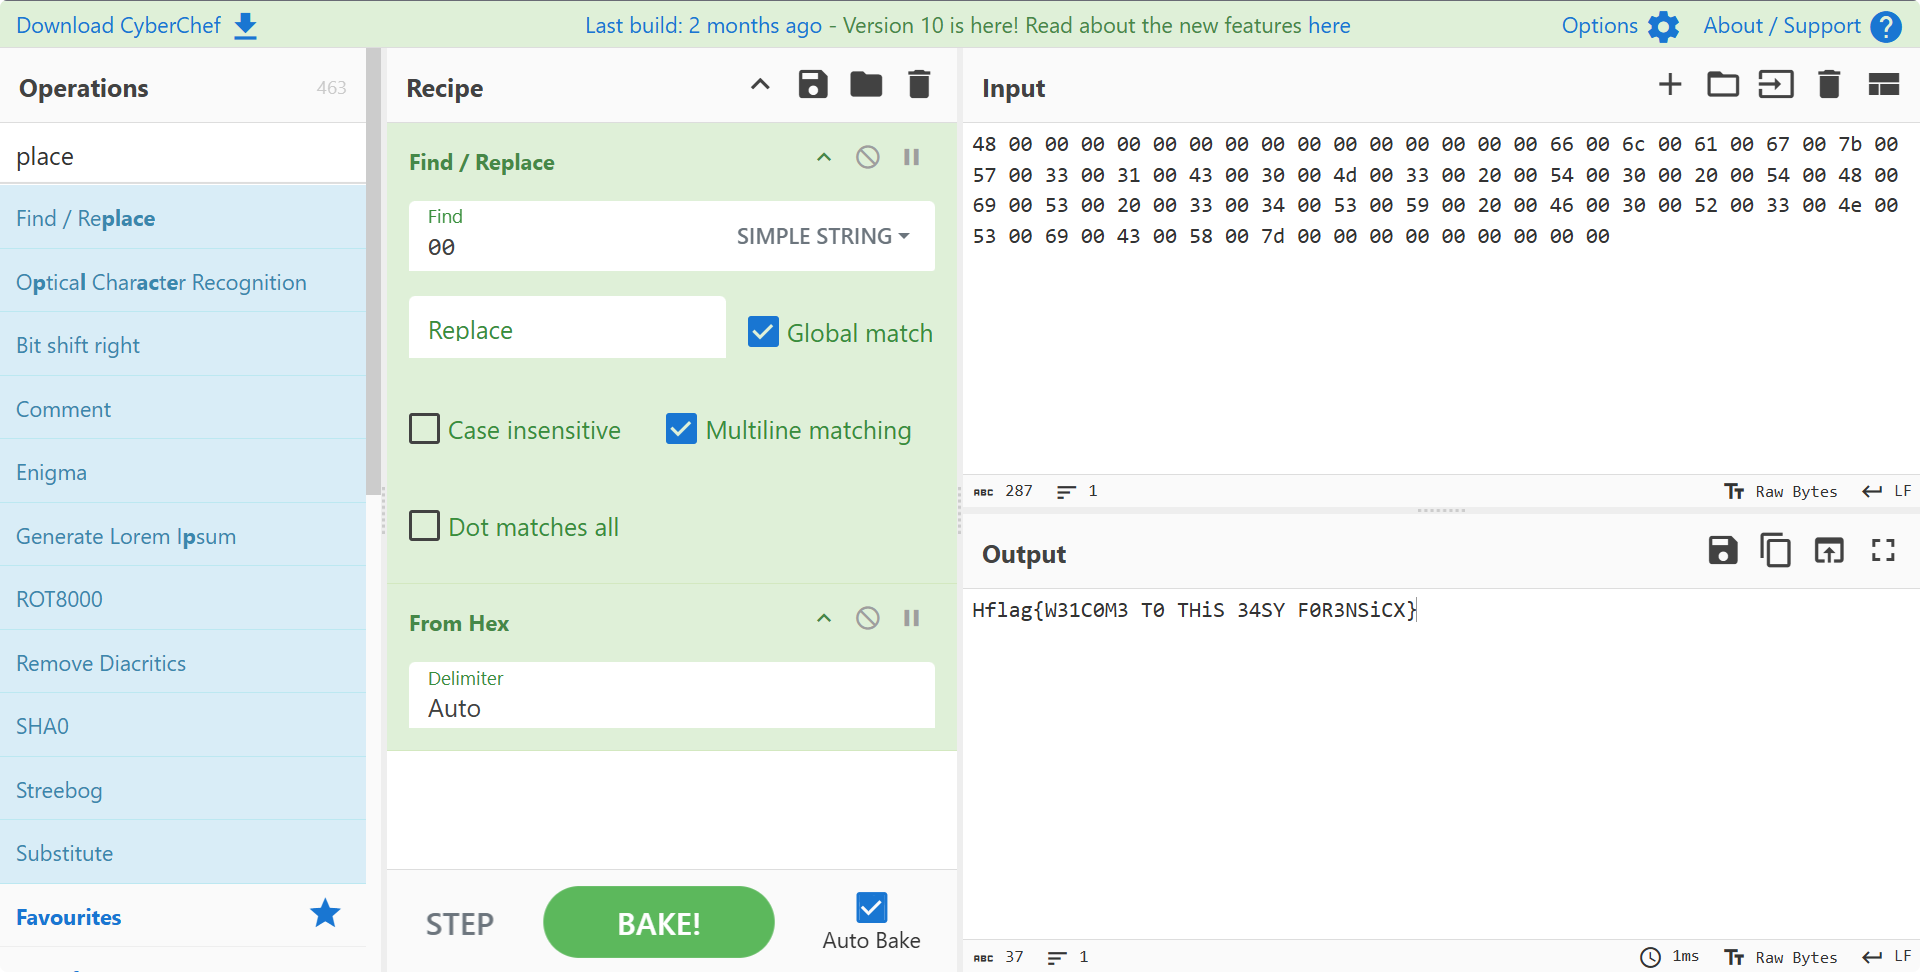 Download CyberChef
Last build: 2 months ago - Version 10 is here! Read about the new features here
Options
About / Support
Operations
463
place
Find / Replace
Optical Character Recognition
Bit shift right
Comment
Enigma
Generate Lorem Ipsum
ROT8000
Remove Diacritics
SHA0
Streebog
Substitute
Favourites
Recipe
Find / Replace
Find
00
SIMPLE STRING
Replace
Global match
Case insensitive
Multiline matching
Dot matches all
From Hex
Delimiter
Auto
STEP
BAKE!
Auto Bake
Input
48 00 00 00 00 00 00 00 00 00 00 00 00 00 00 00 66 00 6c 00 61 00 67 00 7b 00
57 00 33 00 31 00 43 00 30 00 4d 00 33 00 20 00 54 00 30 00 20 00 54 00 48 00
69 00 53 00 20 00 33 00 34 00 53 00 59 00 20 00 46 00 30 00 52 00 33 00 4e 00
53 00 69 00 43 00 58 00 7d 00 00 00 00 00 00 00 00 00
ABC 287
1
Tт Raw Bytes
LF
Output
Hflag{W31C0M3 T0 THiS 34SY F0R3NSiCX}
ABC 37
1
1ms
Tт Raw Bytes
LF